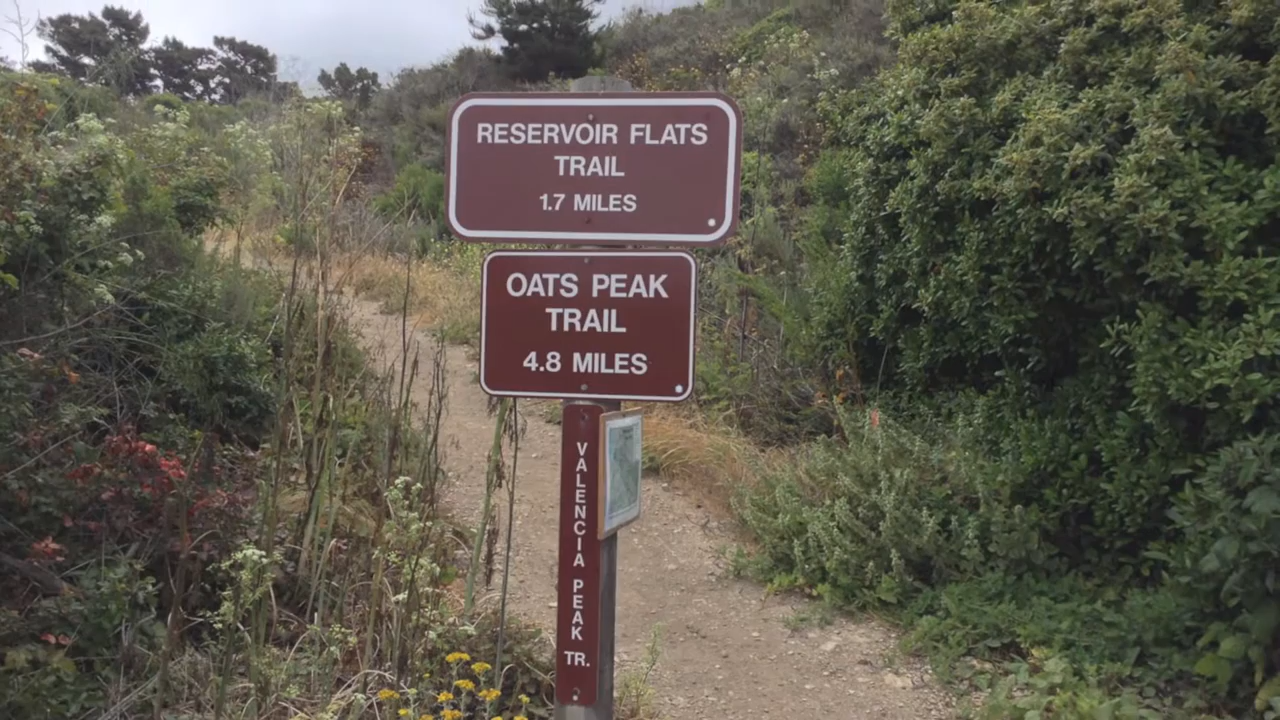 RESERVOIR FLATS
TRAIL
1.7 MILES
OATS PEAK
TRAIL
4.8 MILES
VALENCIA PEAK TR.